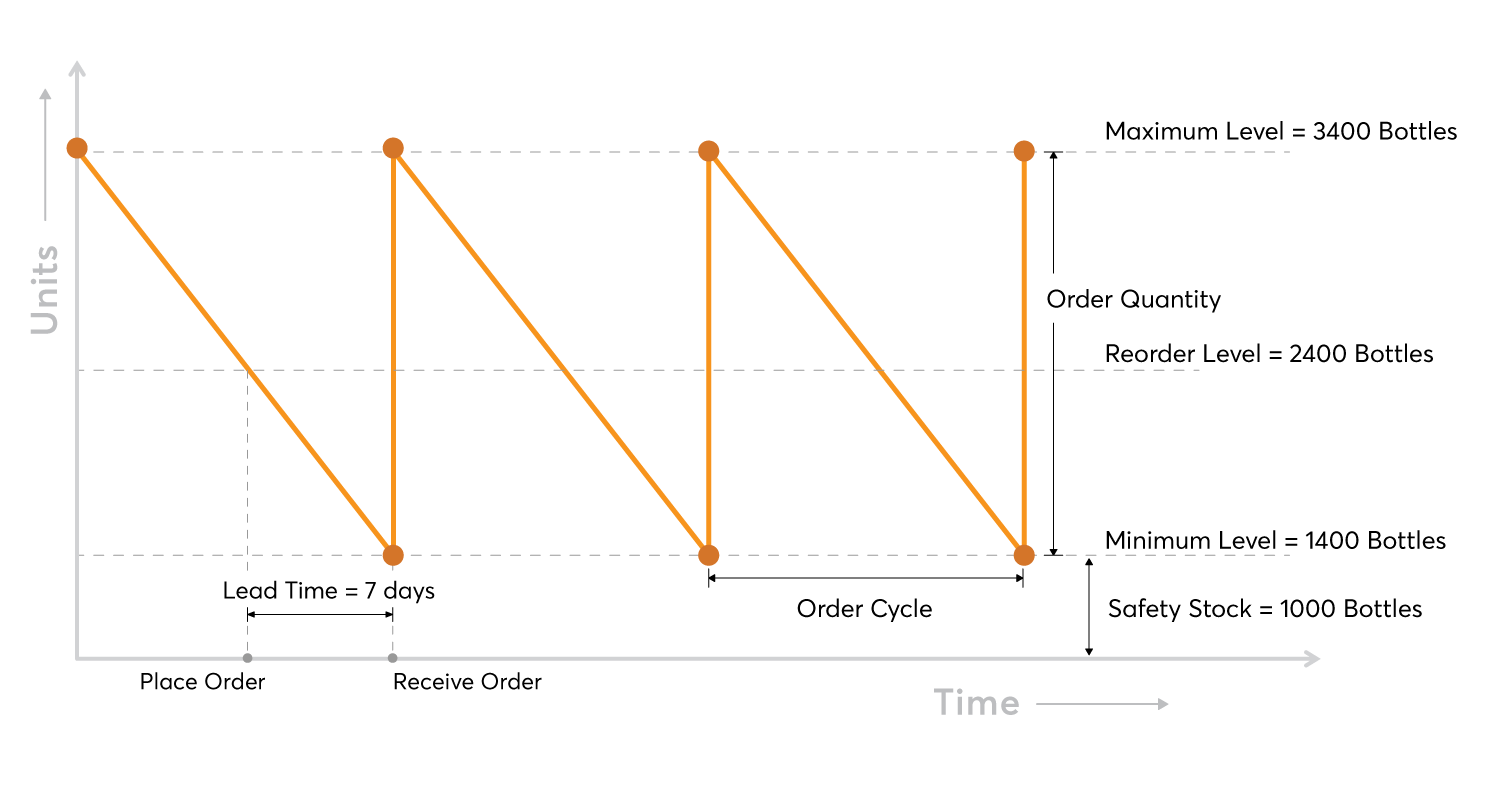 Maximum Level = 3400 Bottles
Units
Order Quantity
Reorder Level = 2400 Bottles
Minimum Level = 1400 Bottles
Lead Time = 7 days
Order Cycle
Safety Stock = 1000 Bottles
Place Order
Receive Order
Time